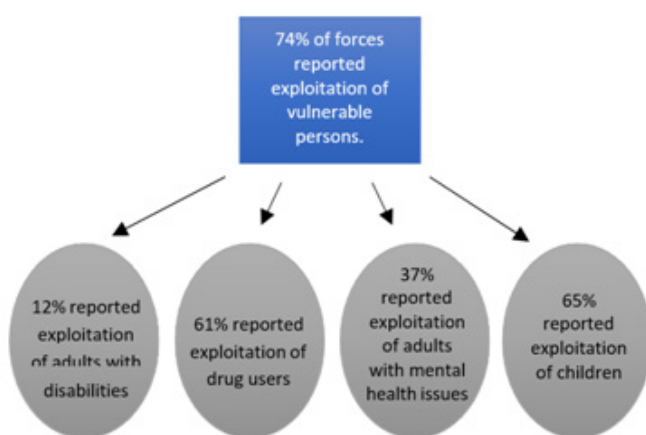 74% of forces
reported
exploitation of
vulnerable
persons.
12% reported
exploitation
of adults with
disabilities
61% reported
exploitation of
drug users
37%
reported
exploitation
of adults
with mental
health issues
65%
reported
exploitation
of children